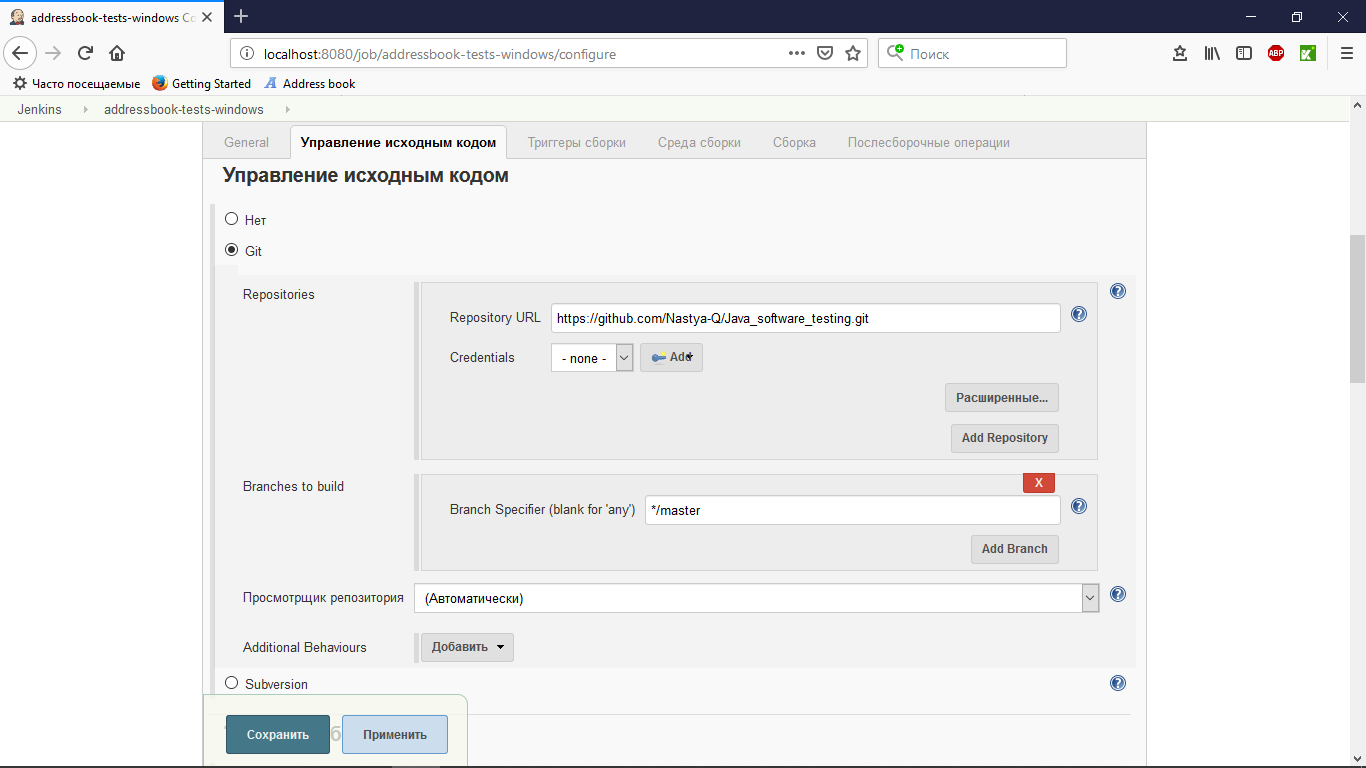 addressbook-tests-windows Co
localhost:8080/job/addressbook-tests-windows/configure
Поиск
ABP
Часто посещаемые
Getting Started
Address book
Jenkins
addressbook-tests-windows
General
Управление исходным кодом
Триггеры сборки
Среда сборки
Сборка
Послесборочные операции
Управление исходным кодом
Нет
Git
Repositories
Repository URL
https://github.com/Nastya-Q/Java_software_testing.git
Credentials
- none -
Add
Расширенные...
Add Repository
Branches to build
X
Branch Specifier (blank for 'any')
*/master
Add Branch
Просмотрщик репозитория
(Автоматически)
Additional Behaviours
Добавить
Subversion
Сохранить
Применить